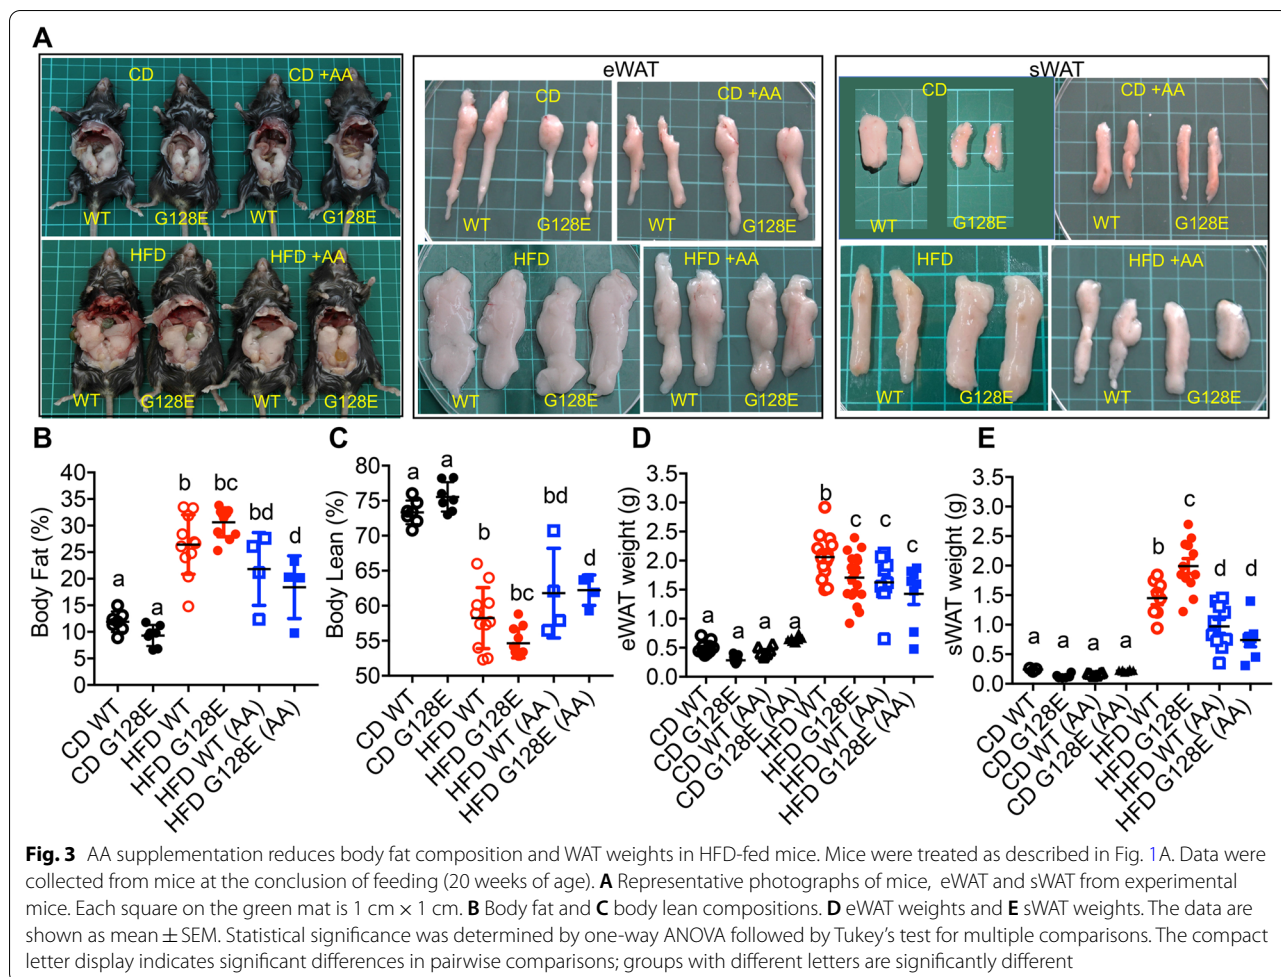 A
CD
CD +AA
WT
G128E
WT
G128E
HFD
HFD +AA
WT
G128E
WT
G128E
eWAT
CD
CD +AA
WT
G128E
WT
G128E
HFD
HFD +AA
WT
G128E
WT
G128E
sWAT
CD
CD +AA
WT
G128E
WT
G128E
HFD
HFD +AA
WT
G128E
WT
G128E
B
Body Fat (%)
40
35
30
25
20
15
10
5
0
a
a
b
bc
bd
d
CD WT
CD G128E
HFD WT
HFD G128E
HFD WT (AA)
HFD G128E (AA)
C
Body Lean (%)
80
75
70
65
60
55
50
a
a
b
bc
bd
d
CD WT
CD G128E
HFD WT
HFD G128E
HFD WT (AA)
HFD G128E (AA)
D
eWAT weight (g)
3.5
3.0
2.5
2.0
1.5
1.0
0.5
0.0
a
a
a
a
b
c
c
c
CD WT
CD G128E
CD WT (AA)
CD G128E (AA)
HFD WT
HFD G128E
HFD WT (AA)
HFD G128E (AA)
E
sWAT weight (g)
3.5
3.0
2.5
2.0
1.5
1.0
0.5
0.0
a
a
a
a
b
c
d
d
CD WT
CD G128E
CD WT (AA)
CD G128E (AA)
HFD WT
HFD G128E
HFD WT (AA)
HFD G128E (AA)
Fig. 3 AA supplementation reduces body fat composition and WAT weights in HFD-fed mice. Mice were treated as described in Fig. 1A. Data were
collected from mice at the conclusion of feeding (20 weeks of age). A Representative photographs of mice, eWAT and sWAT from experimental
mice. Each square on the green mat is 1 cm × 1 cm. B Body fat and C body lean compositions. D eWAT weights and E sWAT weights. The data are
shown as mean ± SEM. Statistical significance was determined by one-way ANOVA followed by Tukey's test for multiple comparisons. The compact
letter display indicates significant differences in pairwise comparisons; groups with different letters are significantly different